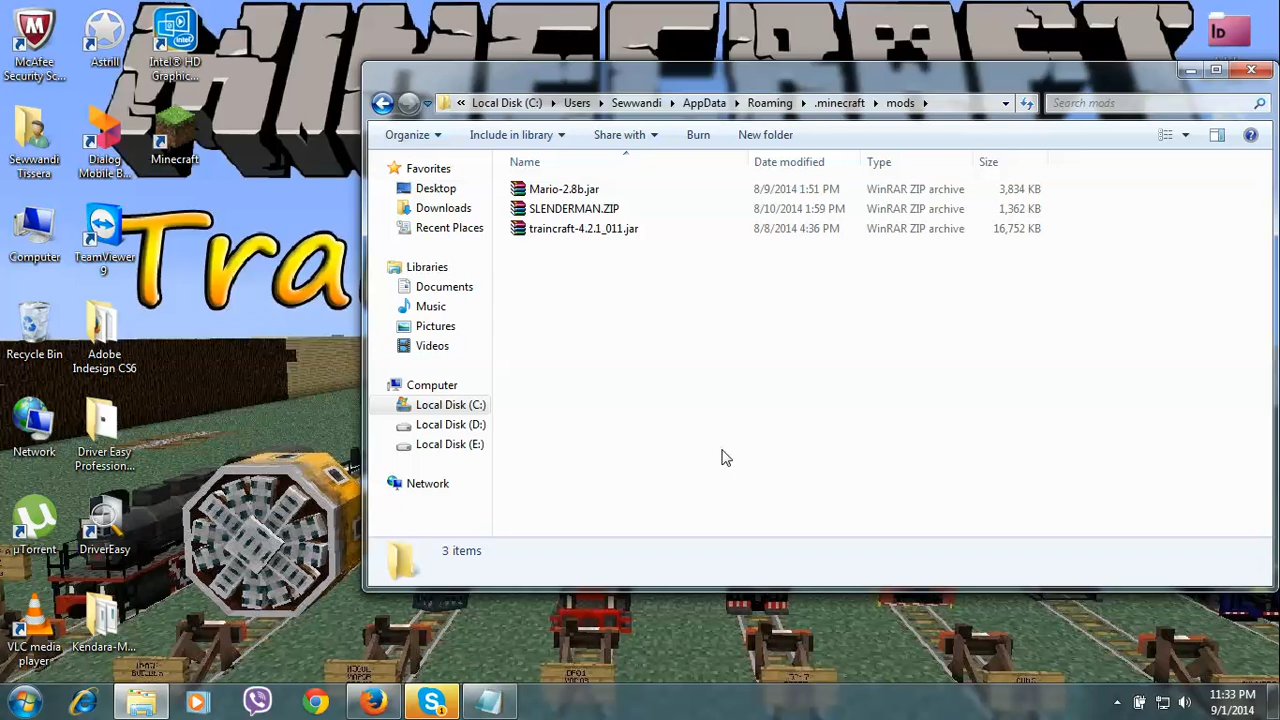 MINECRAFT
Tra
McAfee
Security Sc...
Astrill
Intel® HD
Graphic...
Sewwandi
Tissera
Dialog
Mobile B...
Minecraft
Computer
TeamViewer
9
Recycle Bin
Adobe
Indesign CS6
Network
Driver Easy
Profession...
µTorrent
DriverEasy
VLC media
player
Kendara-M...
Id
« Local Disk (C:) Users Sewwandi AppData Roaming .minecraft mods
Search mods
Organize Include in library Share with Burn New folder
Name Date modified Type Size
Mario-2.8b.jar 8/9/2014 1:51 PM WinRAR ZIP archive 3,834 KB
SLENDERMAN.ZIP 8/10/2014 1:59 PM WinRAR ZIP archive 1,362 KB
traincraft-4.2.1_011.jar 8/8/2014 4:36 PM WinRAR ZIP archive 16,752 KB
Favorites
Desktop
Downloads
Recent Places
Libraries
Documents
Music
Pictures
Videos
Computer
Local Disk (C:)
Local Disk (D:)
Local Disk (E:)
Network
3 items
11:33 PM
9/1/2014